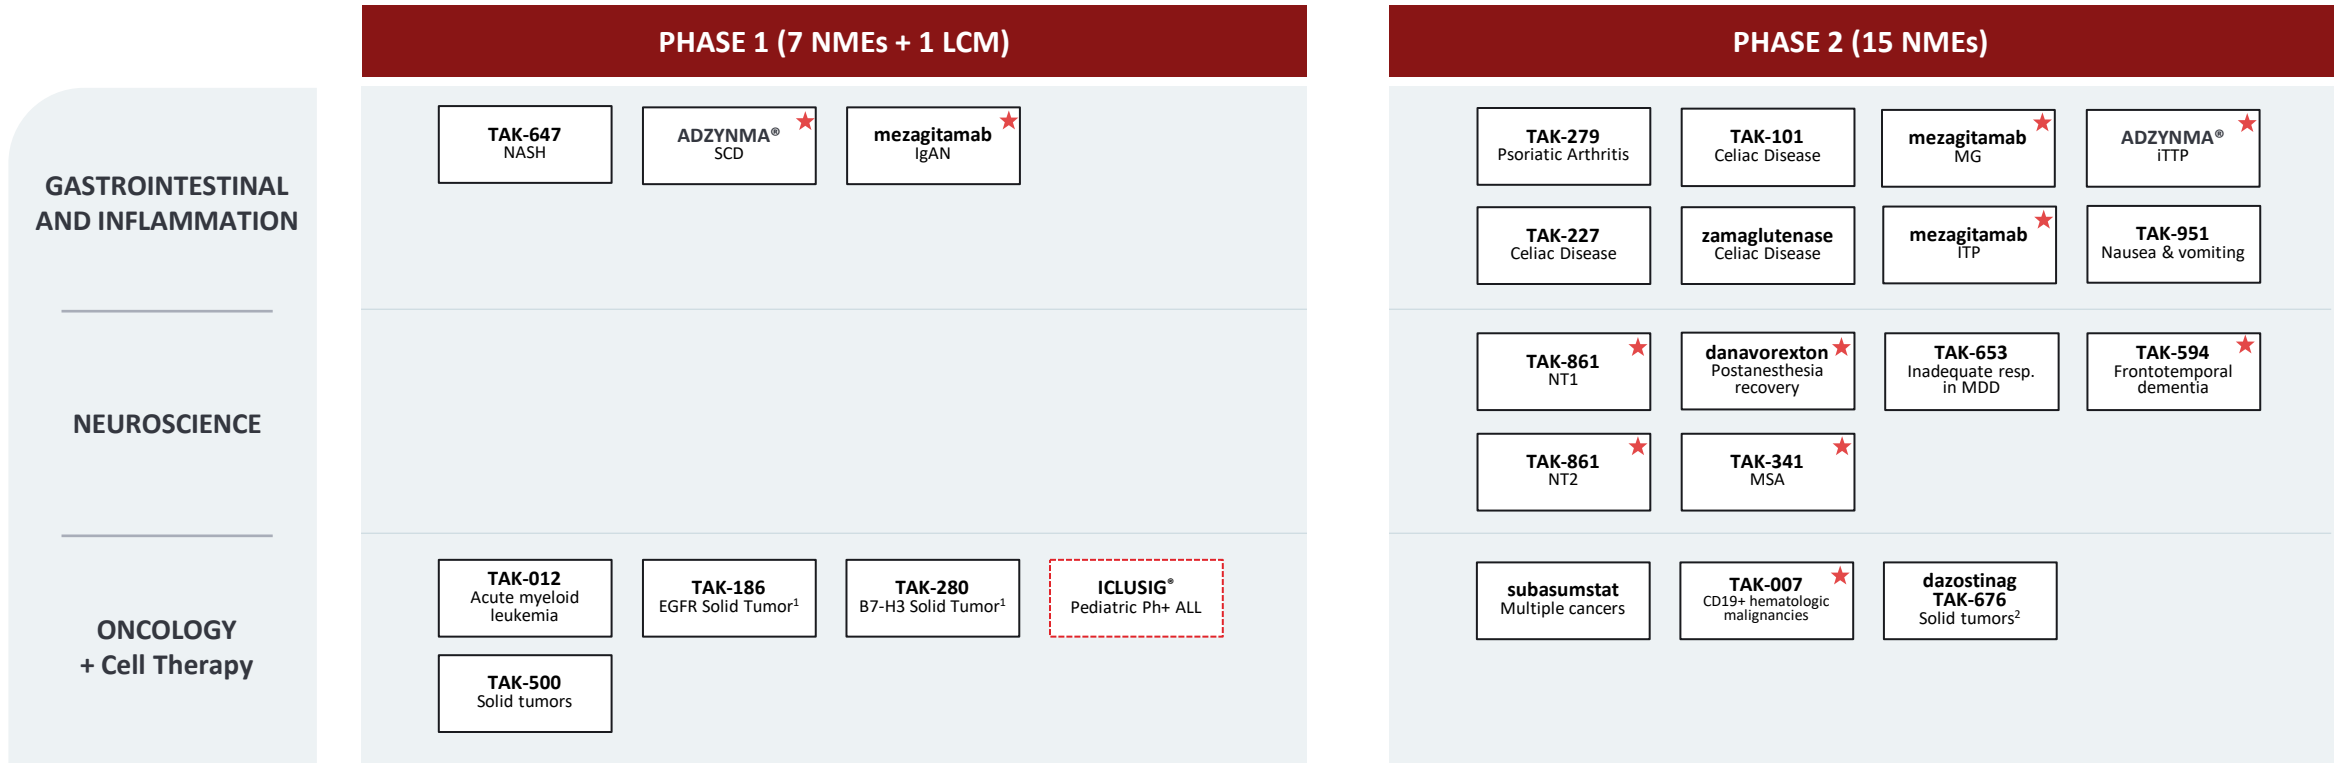 PHASE 1 (7 NMEs + 1 LCM)
PHASE 2 (15 NMEs)
GASTROINTESTINAL
AND INFLAMMATION
TAK-647
NASH
ADZYNMA®
SCD
mezagitamab
IgAN
TAK-279
Psoriatic Arthritis
TAK-101
Celiac Disease
mezagitamab
MG
ADZYNMA®
iTTP
TAK-227
Celiac Disease
zamaglutenase
Celiac Disease
mezagitamab
ITP
TAK-951
Nausea & vomiting
NEUROSCIENCE
TAK-861
NT1
danavorexton
Postanesthesia
recovery
TAK-653
Inadequate resp.
in MDD
TAK-594
Frontotemporal
dementia
TAK-861
NT2
TAK-341
MSA
ONCOLOGY
+ Cell Therapy
TAK-012
Acute myeloid
leukemia
TAK-186
EGFR Solid Tumor¹
TAK-280
B7-H3 Solid Tumor¹
ICLUSIG®
Pediatric Ph+ ALL
TAK-500
Solid tumors
subasumstat
Multiple cancers
TAK-007
CD19+ hematologic
malignancies
dazostinag
TAK-676
Solid tumors²